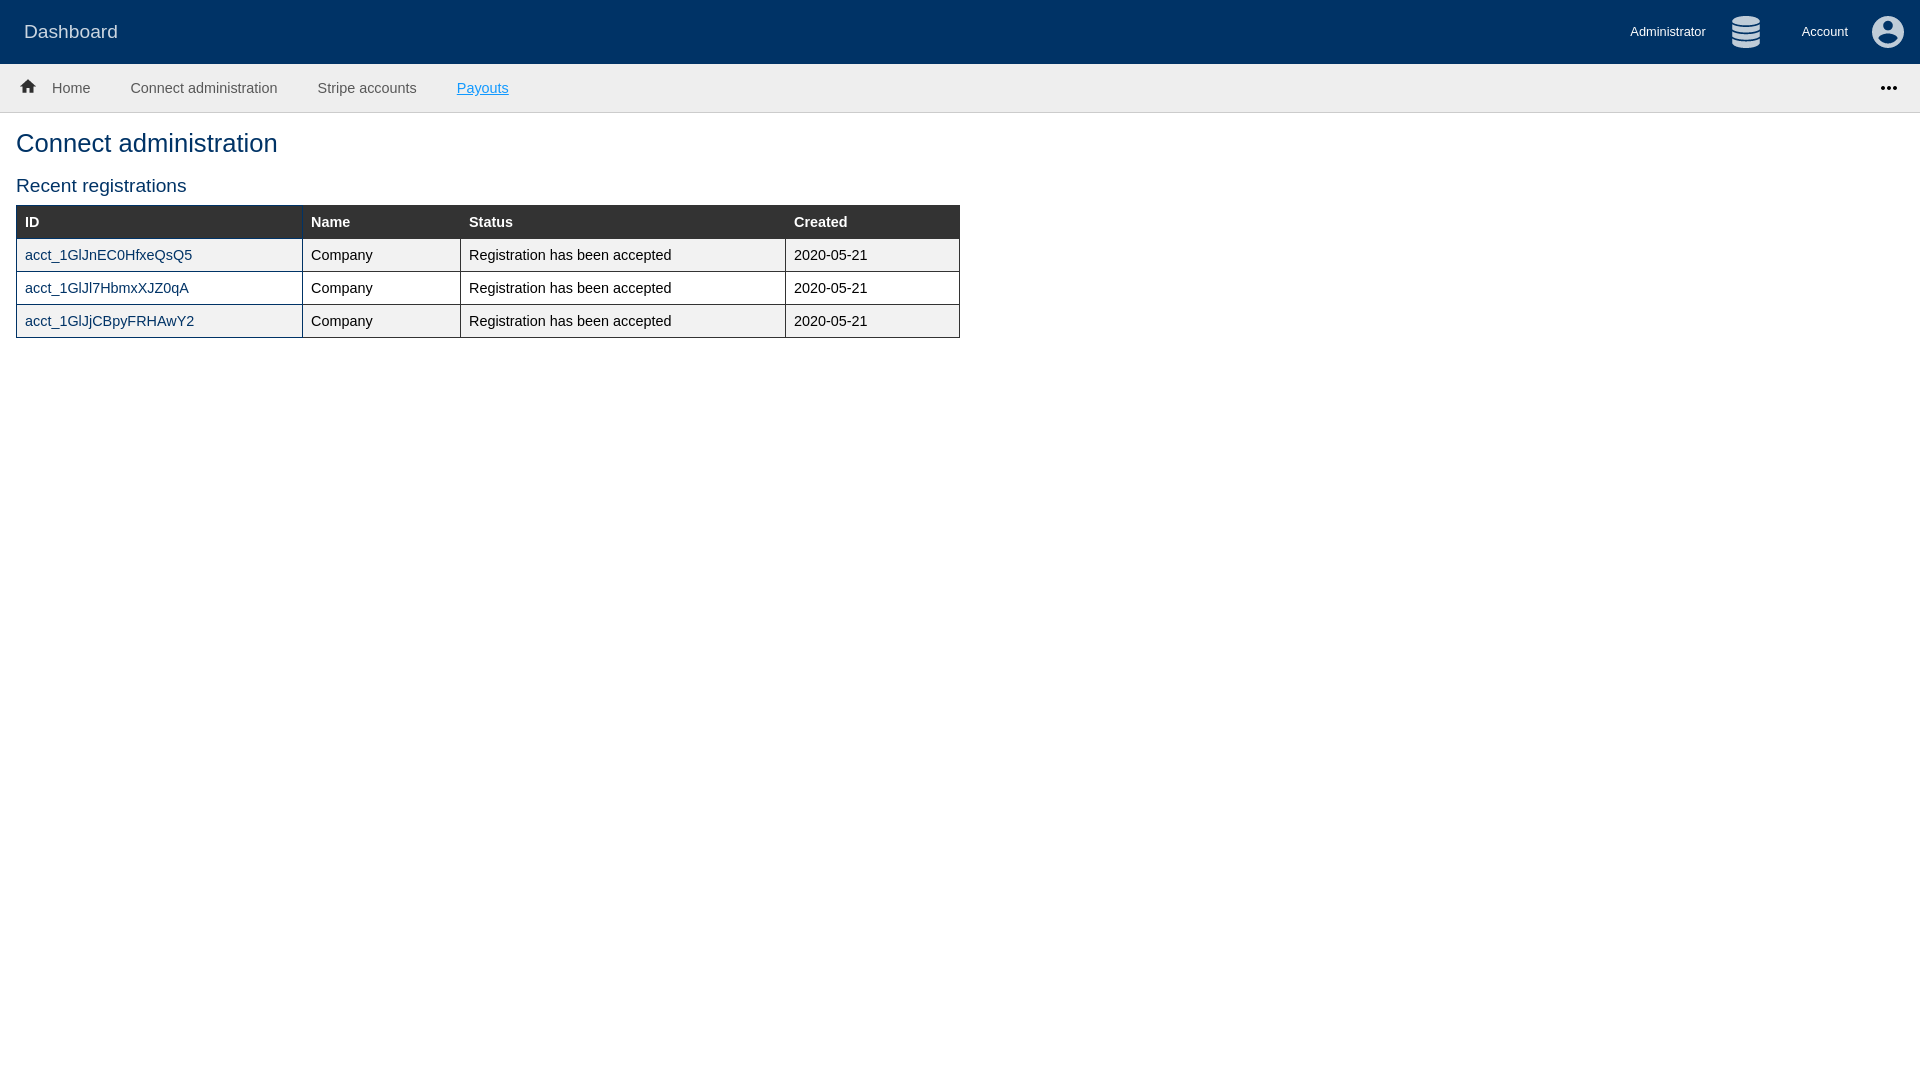 Dashboard
Administrator
Account
Home
Connect administration
Stripe accounts
Payouts
Connect administration
Recent registrations
ID Name Status Created
acct_1GlJnEC0HfxeQsQ5 Company Registration has been accepted 2020-05-21
acct_1GlJl7HbmxXJZ0qA Company Registration has been accepted 2020-05-21
acct_1GlJjCBpyFRHAwY2 Company Registration has been accepted 2020-05-21